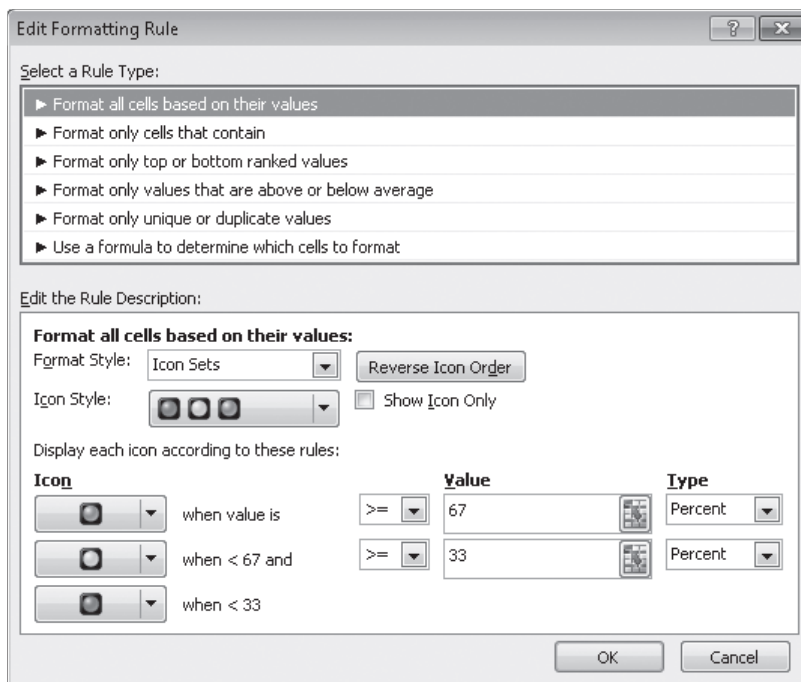 Edit Formatting Rule
Select a Rule Type:
► Format all cells based on their values
► Format only cells that contain
► Format only top or bottom ranked values
► Format only values that are above or below average
► Format only unique or duplicate values
► Use a formula to determine which cells to format
Edit the Rule Description:
Format all cells based on their values:
Format Style: Icon Sets Reverse Icon Order
Icon Style: Show Icon Only
Display each icon according to these rules:
Icon Value Type
when value is >= 67 Percent
when < 67 and >= 33 Percent
when < 33
OK Cancel